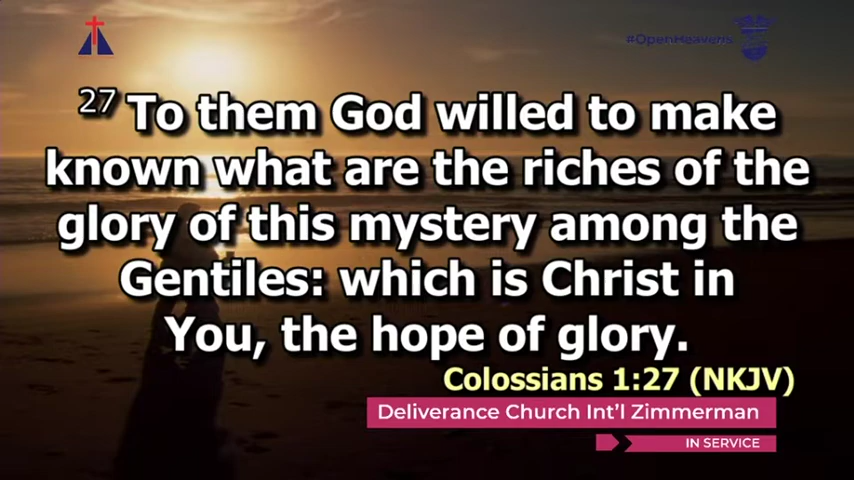 #OpenHeavens
27 To them God willed to make
known what are the riches of the
glory of this mystery among the
Gentiles: which is Christ in
You, the hope of glory.
Colossians 1:27 (NKJV)
Deliverance Church Int'l Zimmerman
IN SERVICE